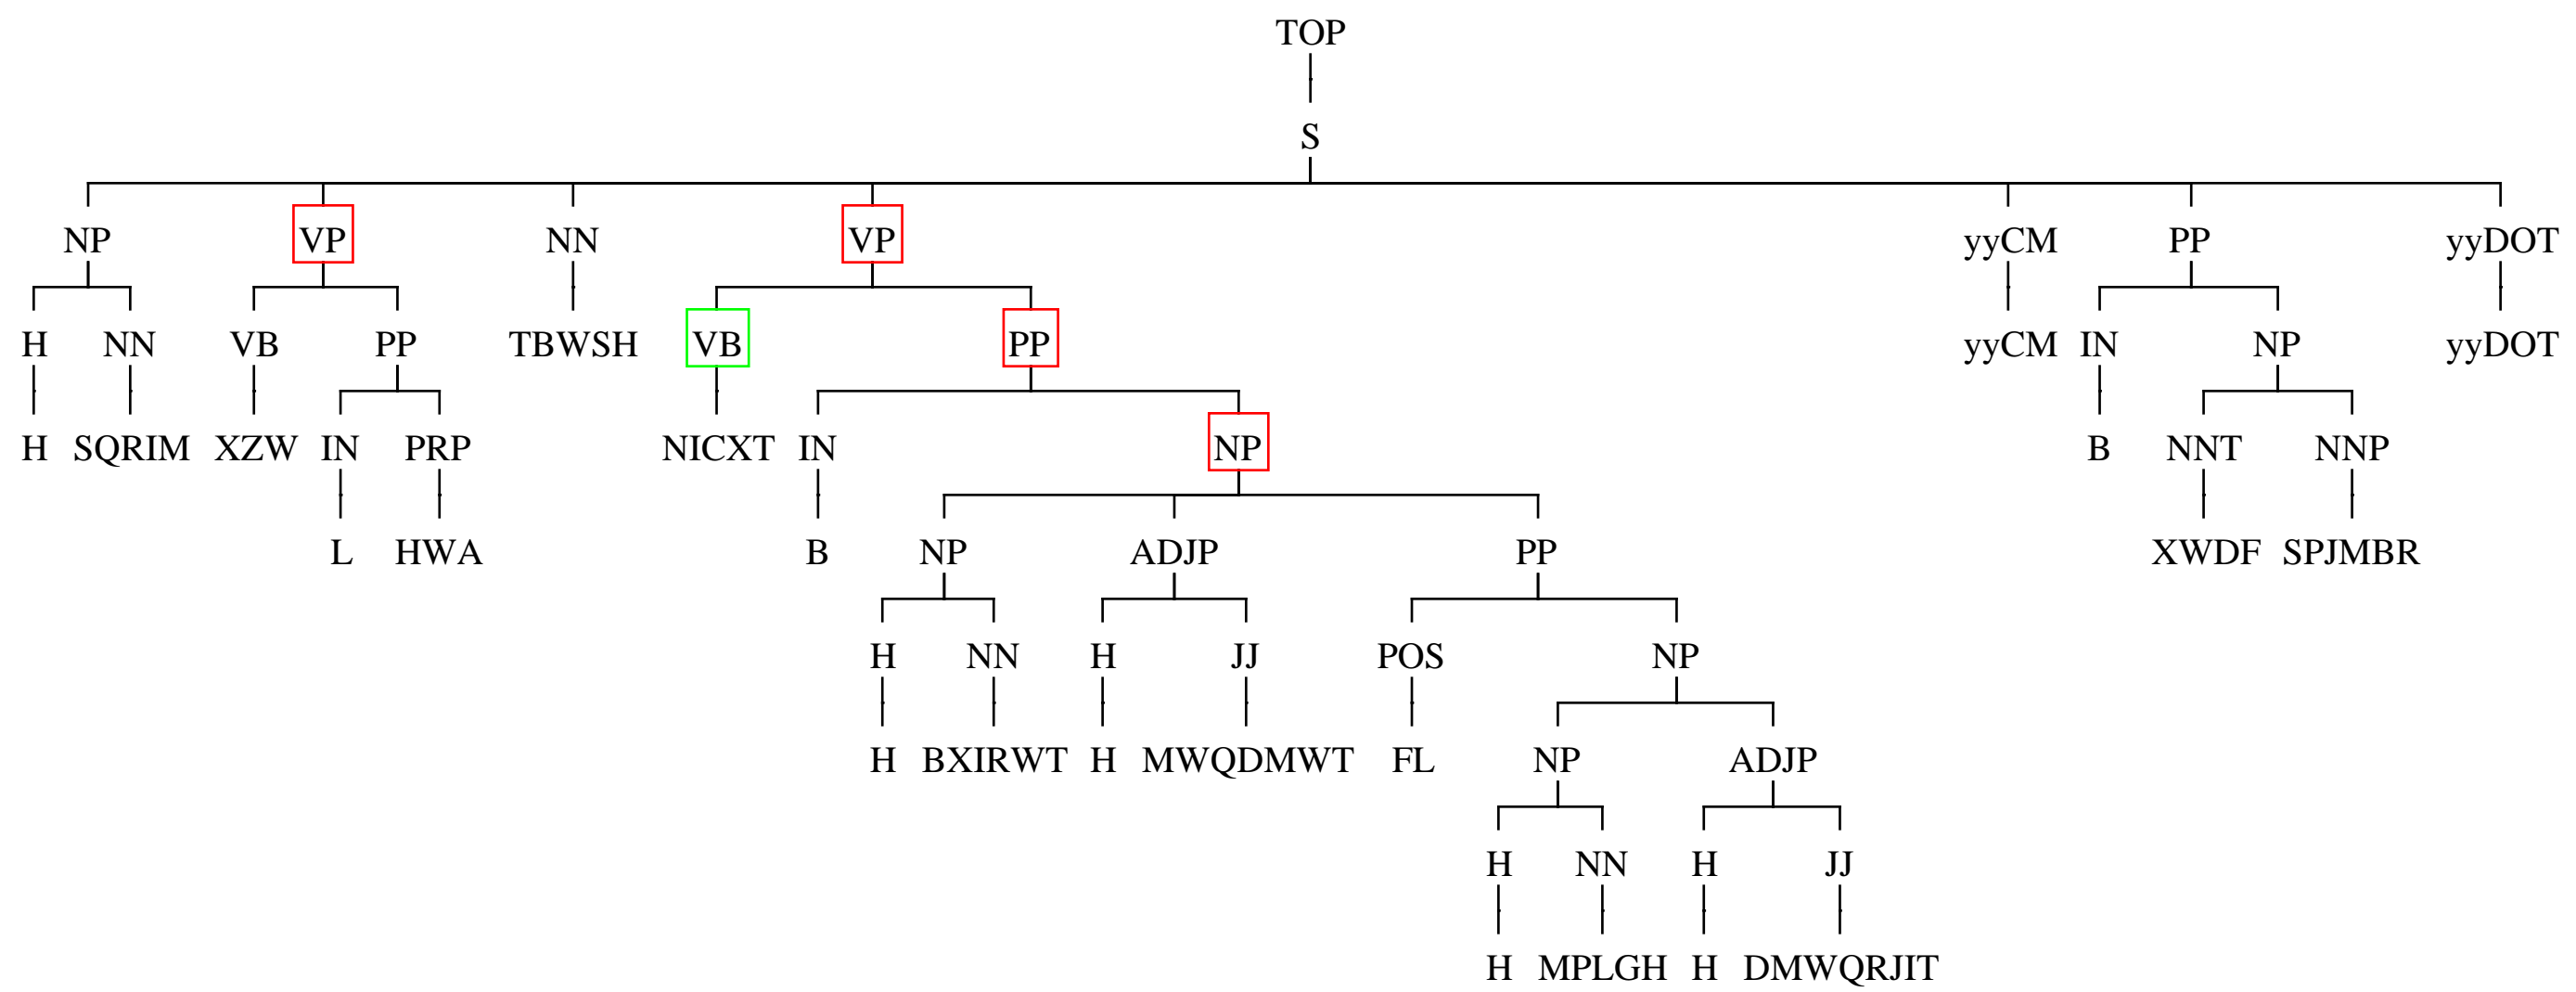 TOP
S
NP VP NN VP yyCM PP yyDOT
H NN VB PP TBWSH VB PP yyCM IN NP yyDOT
H SQRIM XZW IN PRP NICXT IN NP B NNT NNP
L HWA B NP ADJP PP XWDF SPJMBR
H NN H JJ POS NP
H BXIRWT H MWQDMWT FL NP ADJP
H NN H JJ
H MPLGH H DMWQRJIT